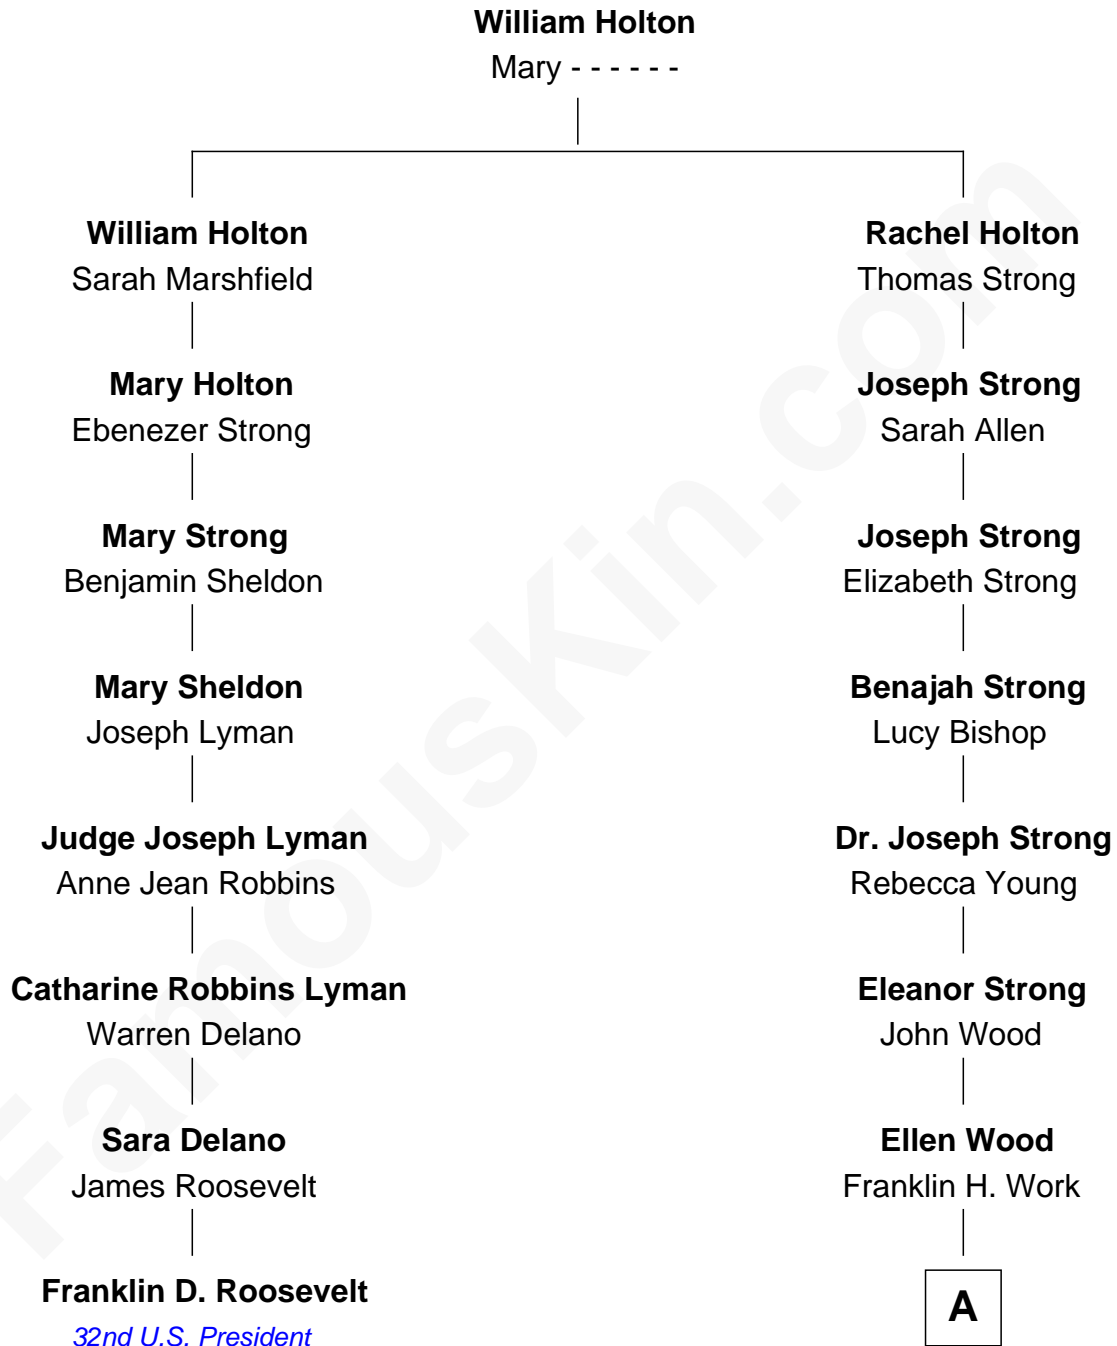 William Holton
Mary - - - - - -
William Holton
Sarah Marshfield
Rachel Holton
Thomas Strong
Mary Holton
Ebenezer Strong
Joseph Strong
Sarah Allen
Mary Strong
Benjamin Sheldon
Joseph Strong
Elizabeth Strong
Mary Sheldon
Joseph Lyman
Benajah Strong
Lucy Bishop
Judge Joseph Lyman
Anne Jean Robbins
Dr. Joseph Strong
Rebecca Young
Catharine Robbins Lyman
Warren Delano
Eleanor Strong
John Wood
Sara Delano
James Roosevelt
Ellen Wood
Franklin H. Work
Franklin D. Roosevelt
32nd U.S. President
A
FamousKin.com